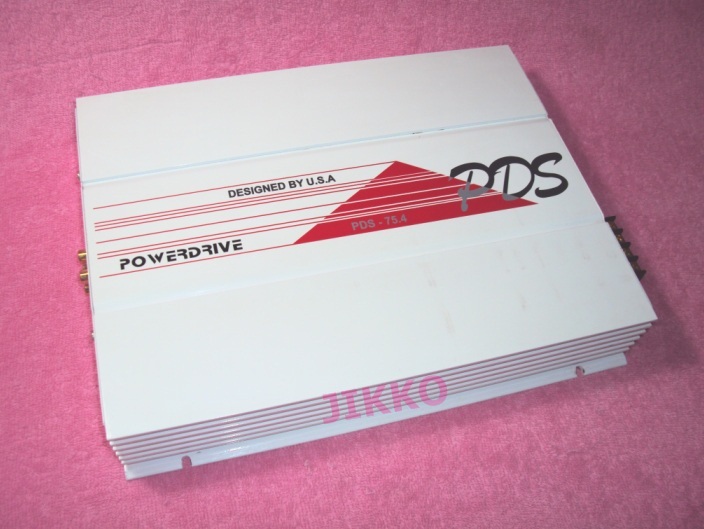 DESIGNED BY U.S.A
PDS
PDS - 75.4
POWERDRIVE
JIKKO